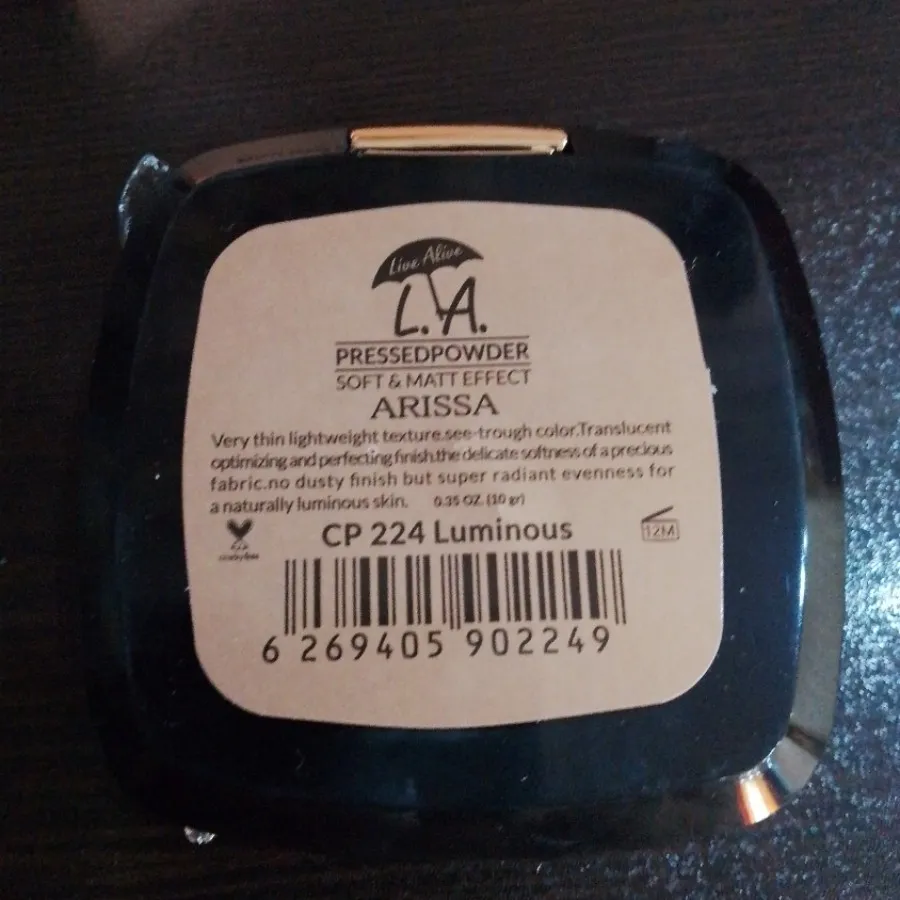 Live Alive
L.A.
PRESSEDPOWDER
SOFT & MATT EFFECT
ARISSA
Very thin lightweight texture.see-trough color.Translucent
optimizing and perfecting finish.the delicate softness of a precious
fabric.no dusty finish but super radiant evenness for
a naturally luminous skin. 0.35 OZ. (10 gr)
CP 224 Luminous
12M
6 269405 902249